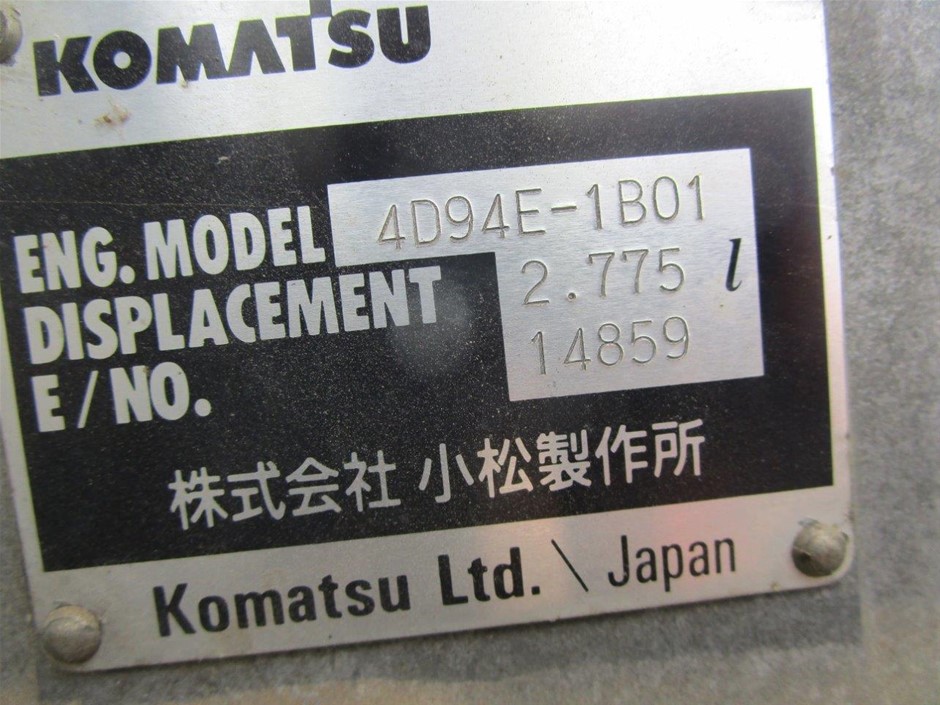 KOMATSU
ENG. MODEL 4D94E-1B01
DISPLACEMENT 2.775 l
E/NO. 14859
株式会社 小松製作所
Komatsu Ltd. \ Japan